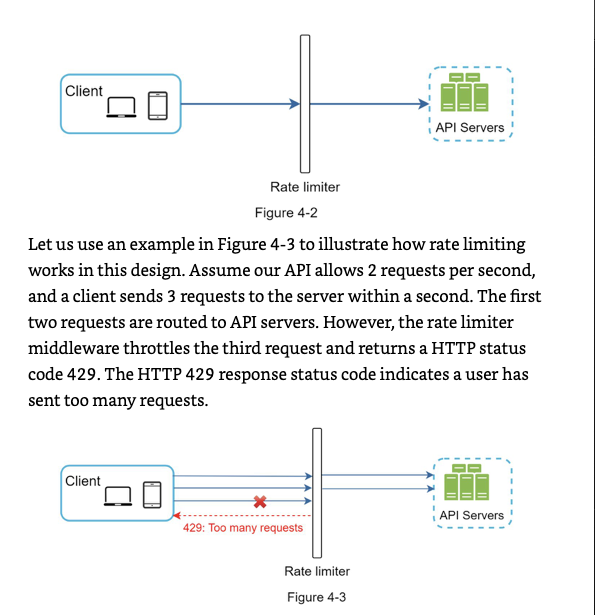 Client
API Servers
Rate limiter
Figure 4-2
Let us use an example in Figure 4-3 to illustrate how rate limiting
works in this design. Assume our API allows 2 requests per second,
and a client sends 3 requests to the server within a second. The first
two requests are routed to API servers. However, the rate limiter
middleware throttles the third request and returns a HTTP status
code 429. The HTTP 429 response status code indicates a user has
sent too many requests.
Client
429: Too many requests
API Servers
Rate limiter
Figure 4-3